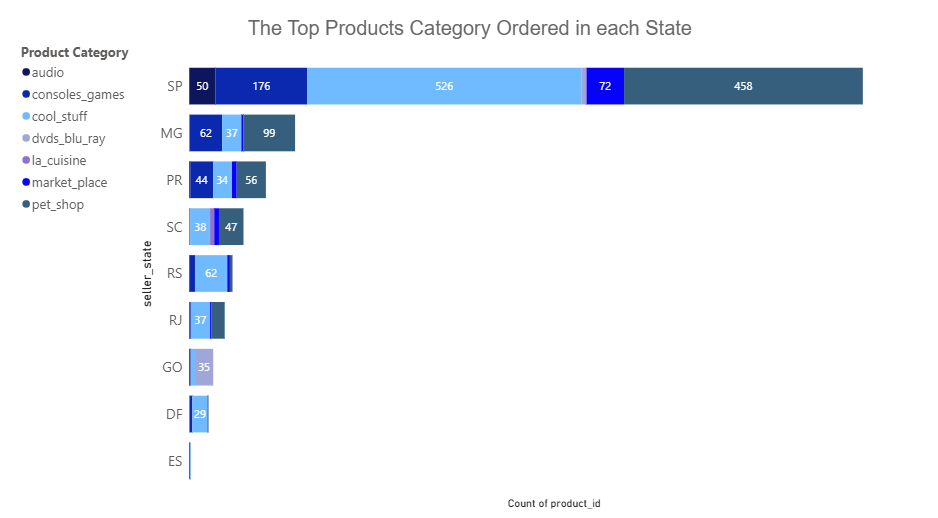 The Top Products Category Ordered in each State
Product Category
audio
consoles_games
cool_stuff
dvds_blu_ray
la_cuisine
market_place
pet_shop
seller_state
SP 50 176 526 72 458
MG 62 37 99
PR 44 34 56
SC 38 47
RS 62
RJ 37
GO 35
DF 29
ES
Count of product_id